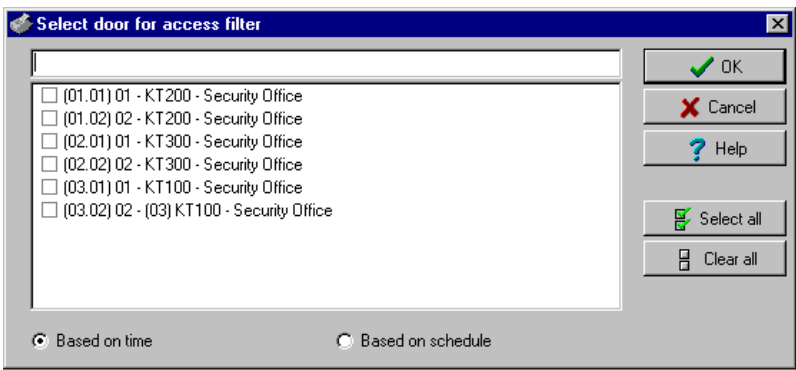 Select door for access filter
OK
(01.01) 01 - KT200 - Security Office
(01.02) 02 - KT200 - Security Office
Cancel
(02.01) 01 - KT300 - Security Office
(02.02) 02 - KT300 - Security Office
Help
(03.01) 01 - KT100 - Security Office
(03.02) 02 - (03) KT100 - Security Office
Select all
Clear all
Based on time
Based on schedule